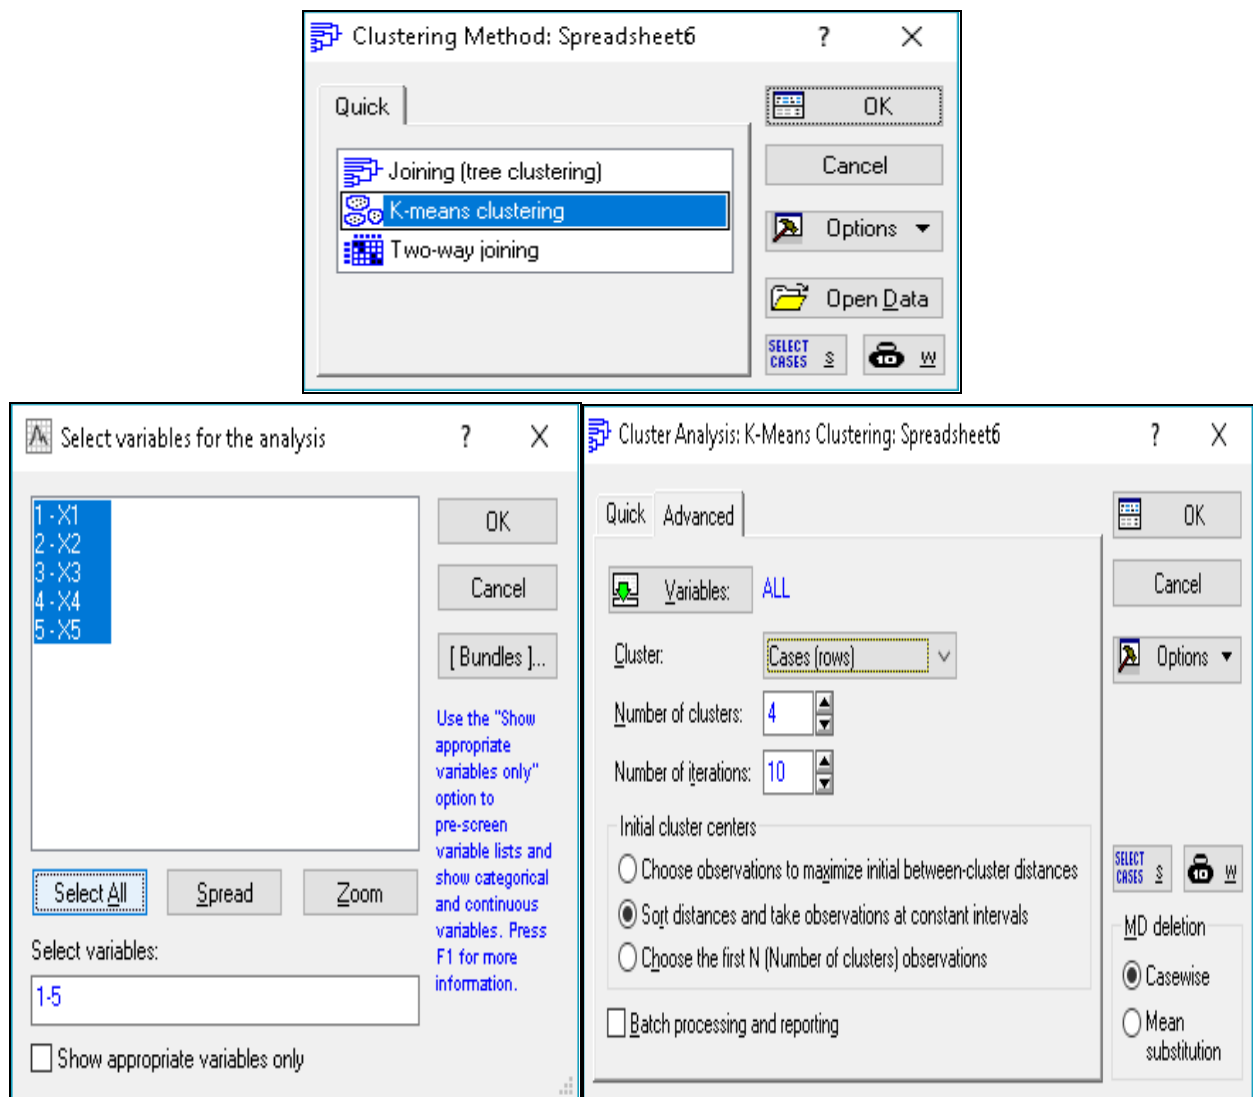 Clustering Method: Spreadsheet6
?
Quick
Joining (tree clustering)
K-means clustering
Two-way joining
OK
Cancel
Options
Open Data
SELECT
CASES
S
10
W
Select variables for the analysis
?
1 - X1
2 - X2
3 - X3
4 - X4
5 - X5
OK
Cancel
[ Bundles ]...
Use the "Show
appropriate
variables only"
option to
pre-screen
variable lists and
show categorical
and continuous
variables. Press
F1 for more
information.
Select All
Spread
Zoom
Select variables:
1-5
Show appropriate variables only
Cluster Analysis: K-Means Clustering: Spreadsheet6
?
Quick
Advanced
Variables:
ALL
Cluster:
Cases (rows)
Number of clusters:
4
Number of iterations:
10
Initial cluster centers
Choose observations to maximize initial between-cluster distances
Sort distances and take observations at constant intervals
Choose the first N (Number of clusters) observations
Batch processing and reporting
OK
Cancel
Options
SELECT
CASES
S
10
W
MD deletion
Casewise
Mean
substitution